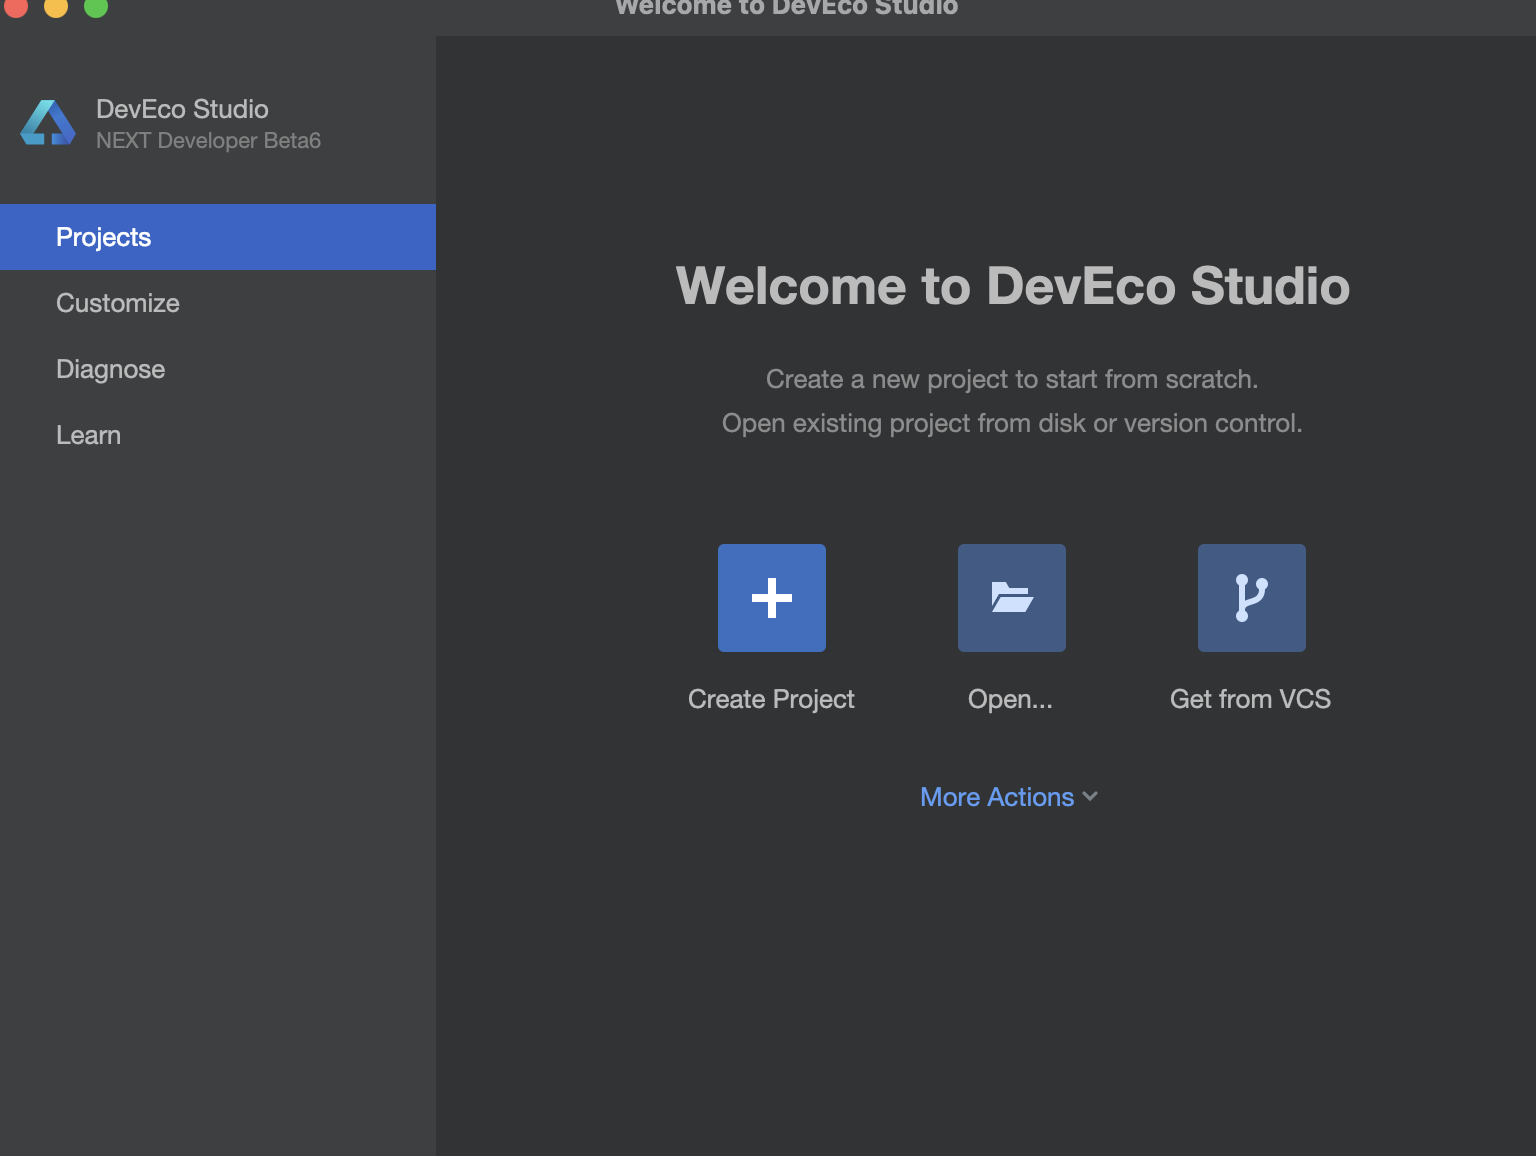 Welcome to DevEco Studio
DevEco Studio
NEXT Developer Beta6
Projects
Customize
Diagnose
Learn
Welcome to DevEco Studio
Create a new project to start from scratch.
Open existing project from disk or version control.
Create Project
Open...
Get from VCS
More Actions